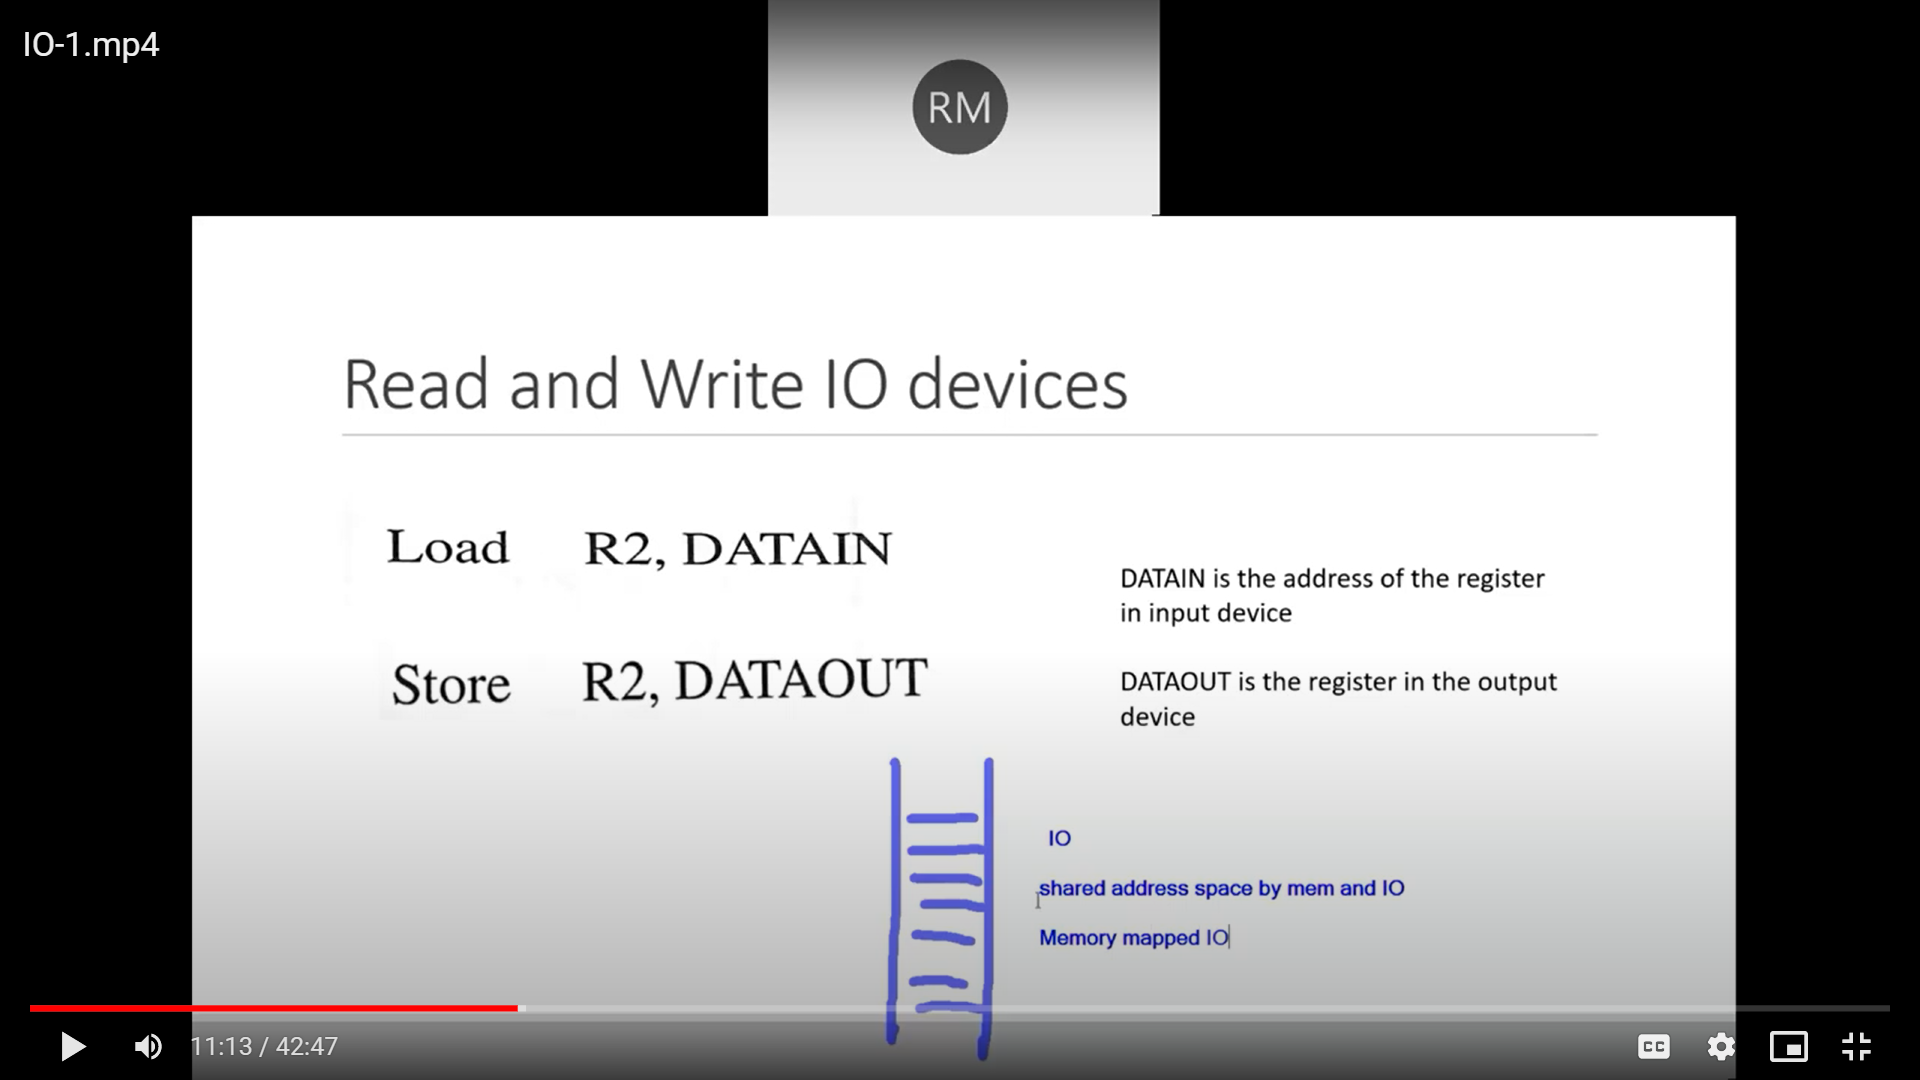 IO-1.mp4
RM
Read and Write IO devices
Load R2, DATAIN
DATAIN is the address of the register
in input device
Store R2, DATAOUT
DATAOUT is the register in the output
device
IO
shared address space by mem and IO
Memory mapped IO
11:13 / 42:47
CC